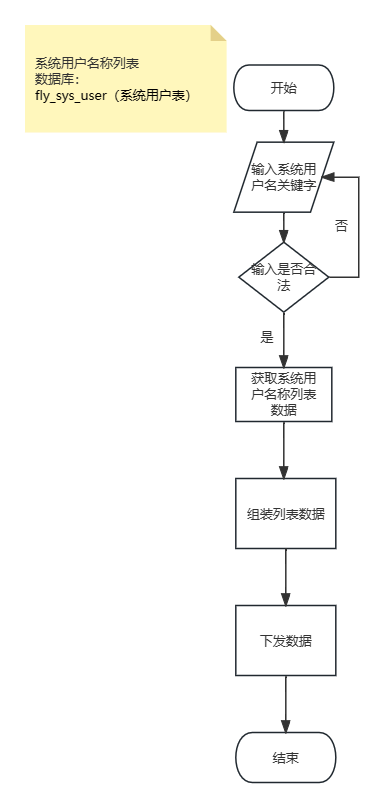 系统用户名称列表
数据库：
fly_sys_user（系统用户表）
开始
输入系统用
户名关键字
否
输入是否合
法
是
获取系统用
户名称列表
数据
组装列表数据
下发数据
结束